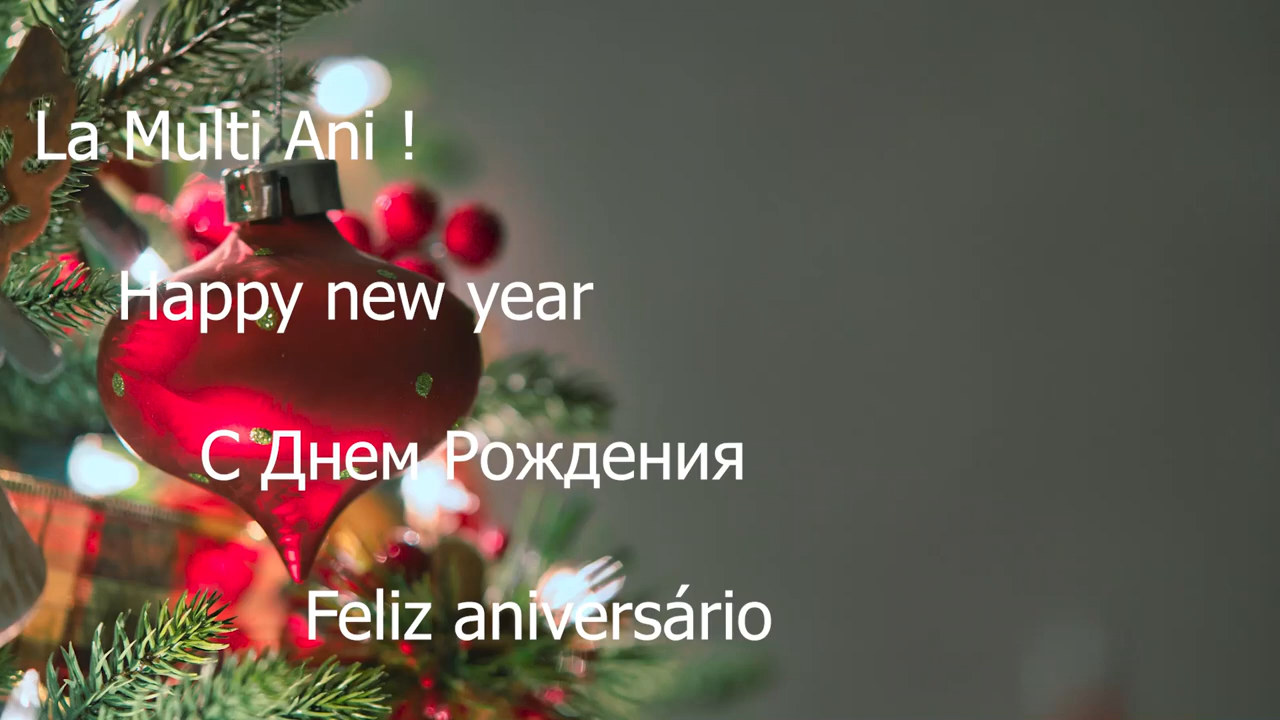 La Multi Ani !
Happy new year
С Днем Рождения
Feliz aniversário